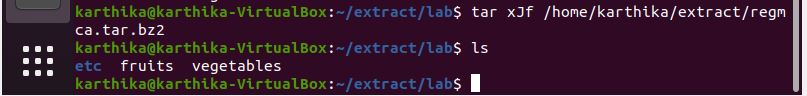 karthika@karthika-VirtualBox:~/extract/lab$ tar xJf /home/karthika/extract/regm
ca.tar.bz2
karthika@karthika-VirtualBox:~/extract/lab$ ls
etc  fruits  vegetables
karthika@karthika-VirtualBox:~/extract/lab$